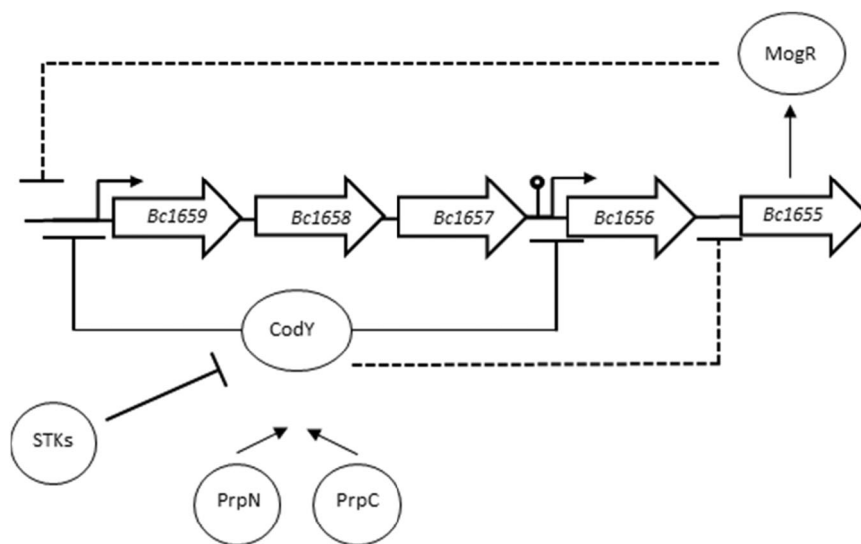 MogR
Bc1659
Bc1658
Bc1657
Bc1656
Bc1655
CodY
STKs
PrpN
PrpC